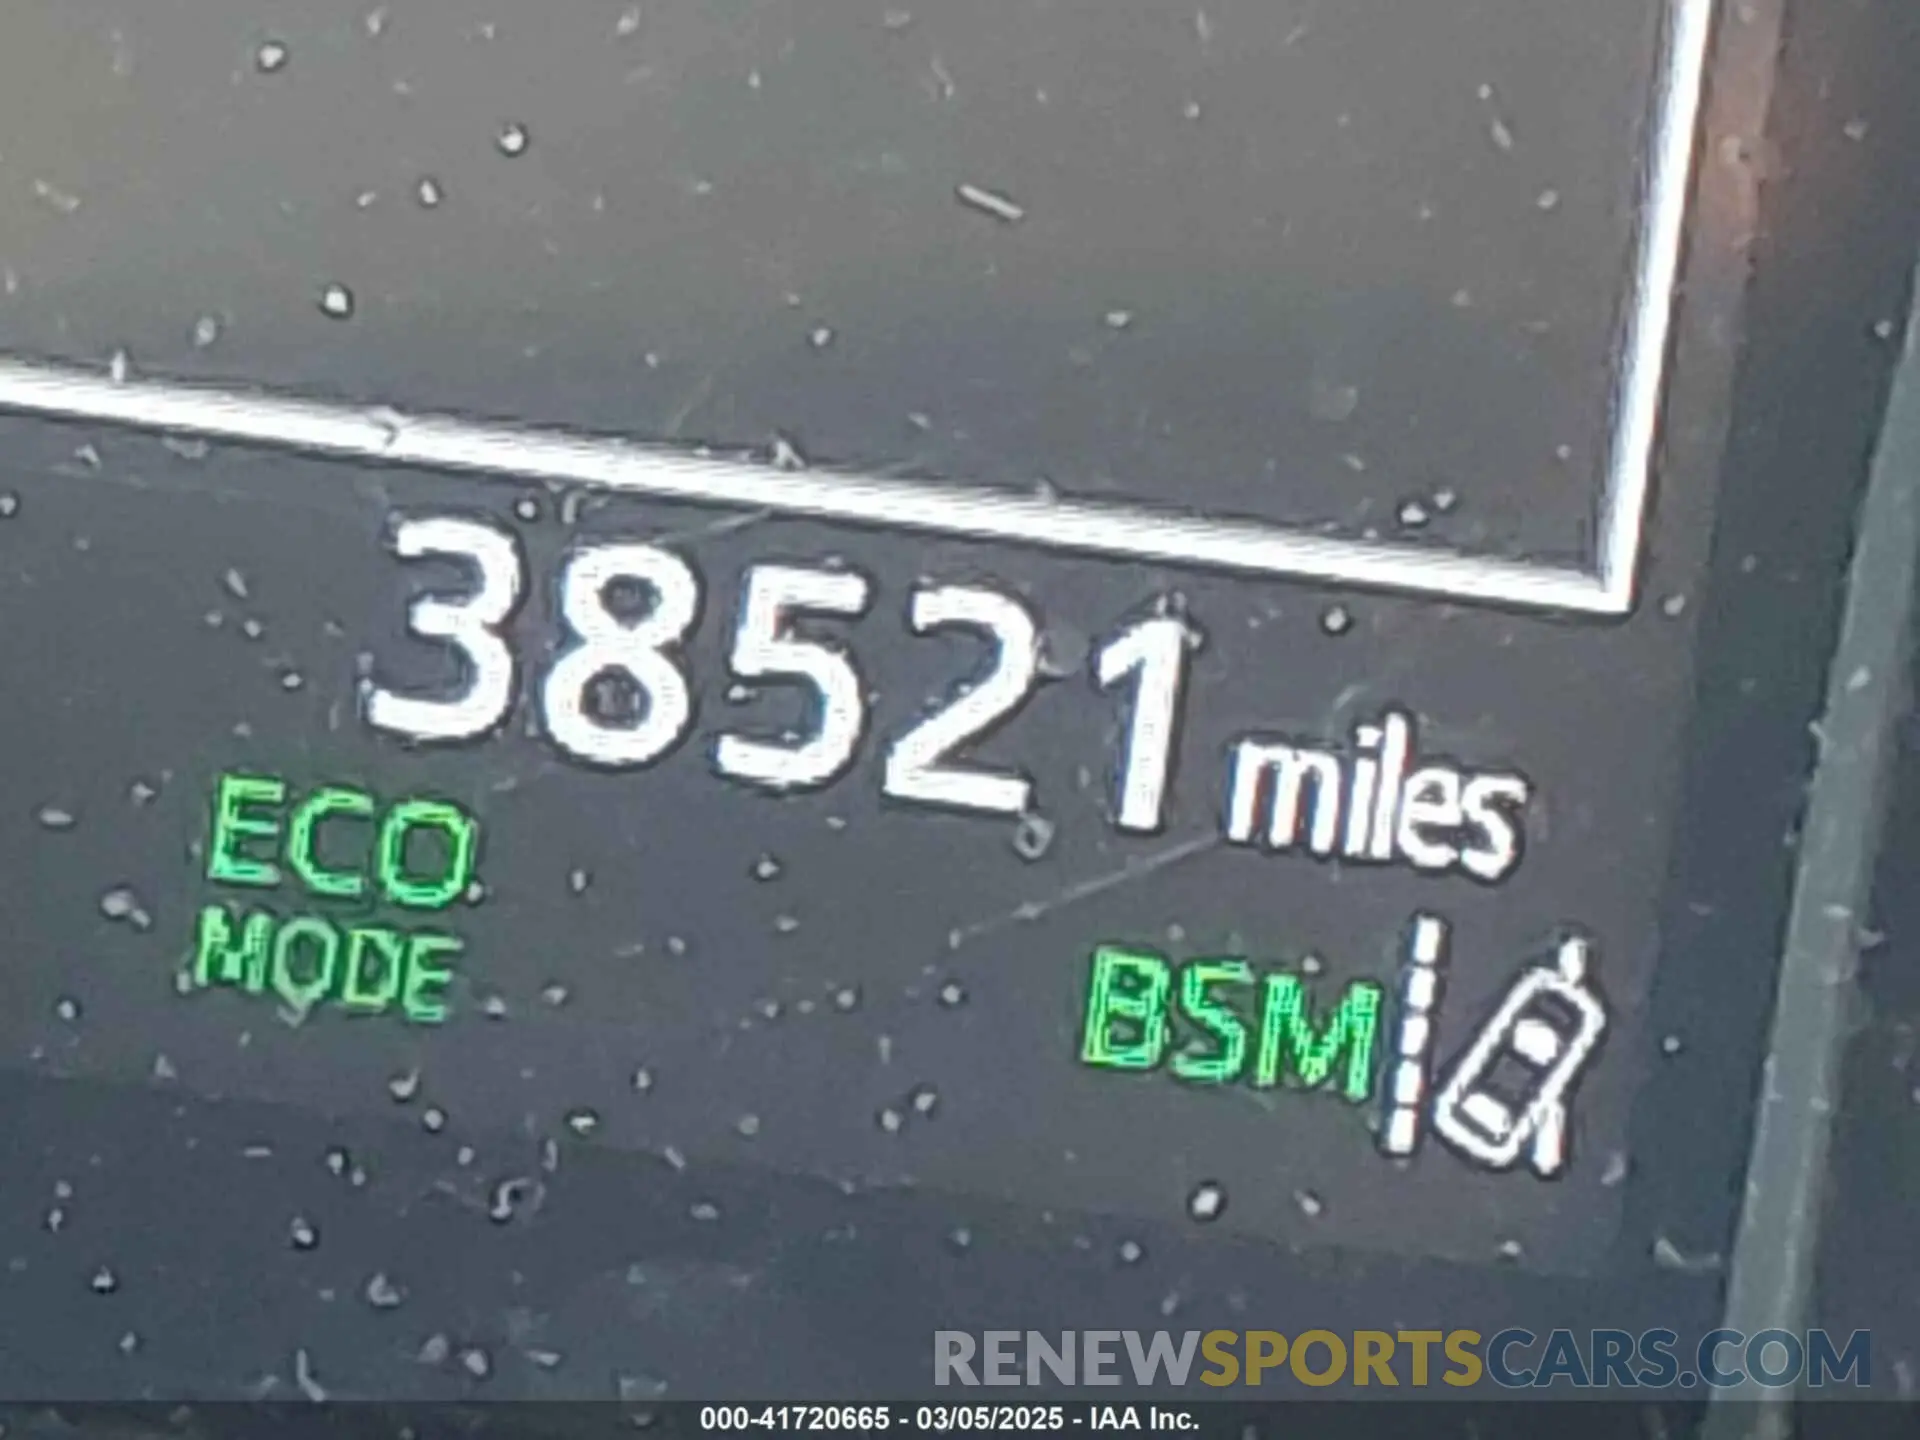 38521 miles
ECO
MODE
BSM
RENEWSPORTSCARS.COM
000-41720665 - 03/05/2025 - IAA Inc.